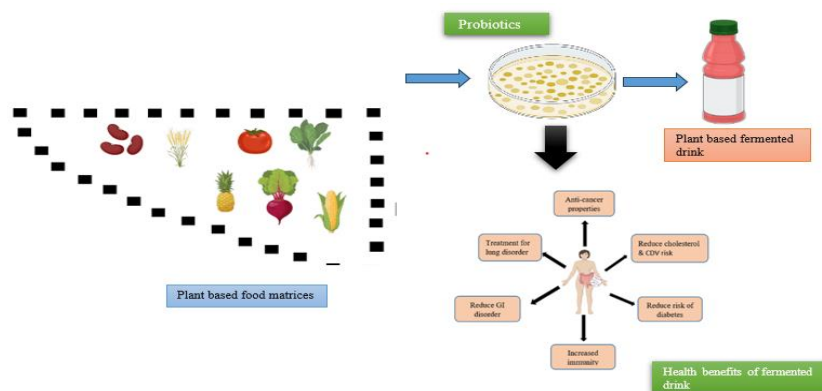 Probiotics
Plant based fermented
drink
Plant based food matrices
Anti-cancer
properties
Treatment for
lung disorder
Reduce cholesterol
& CDV risk
Reduce GI
disorder
Reduce risk of
diabetes
Increased
immunity
Health benefits of fermented
drink